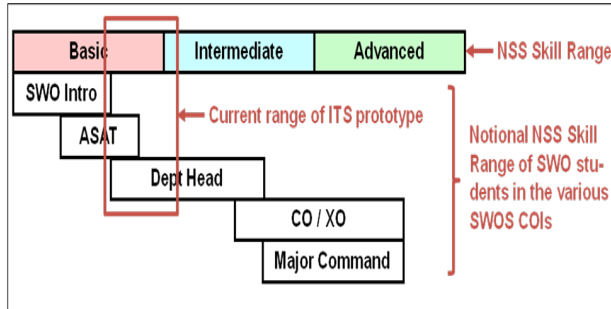 Basic Intermediate Advanced NSS Skill Range
SWO Intro
Current range of ITS prototype
ASAT
Dept Head
CO / XO
Major Command
Notional NSS Skill
Range of SWO stu-
dents in the various
SWOS COIs